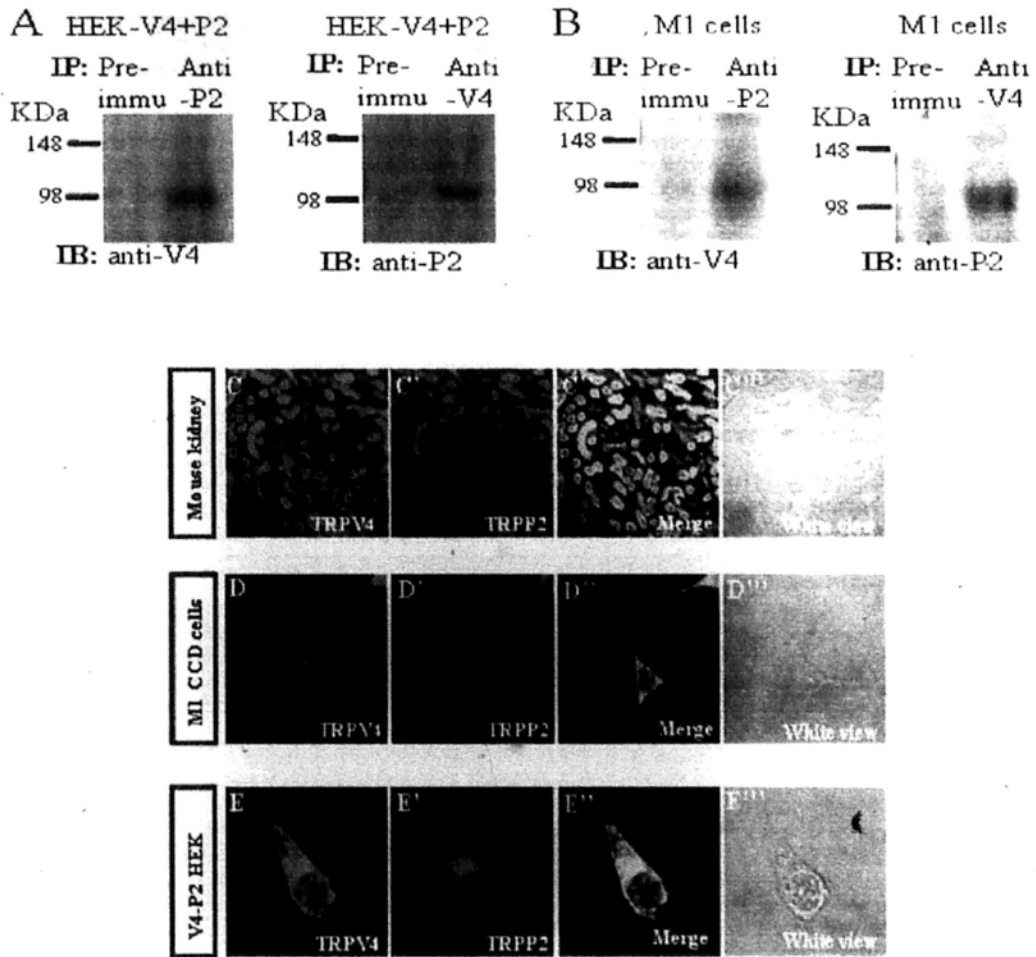 A HEK-V4+P2
IP: Pre-immu Anti-P2
KDa
148
98
IB: anti-V4
HEK-V4+P2
IP: Pre-immu Anti-V4
KDa
148
98
IB: anti-P2
B M1 cells
IP: Pre-immu Anti-P2
KDa
148
98
IB: anti-V4
M1 cells
IP: Pre-immu Anti-V4
KDa
148
98
IB: anti-P2
Mouse kidney
C
TRPV4
C'
TRPP2
Merge
White view
M1 CCD cells
D
TRPV4
D'
TRPP2
D''
Merge
D'''
White view
V4-P2 HEK
E
TRPV4
E'
TRPP2
E''
Merge
E'''
White view